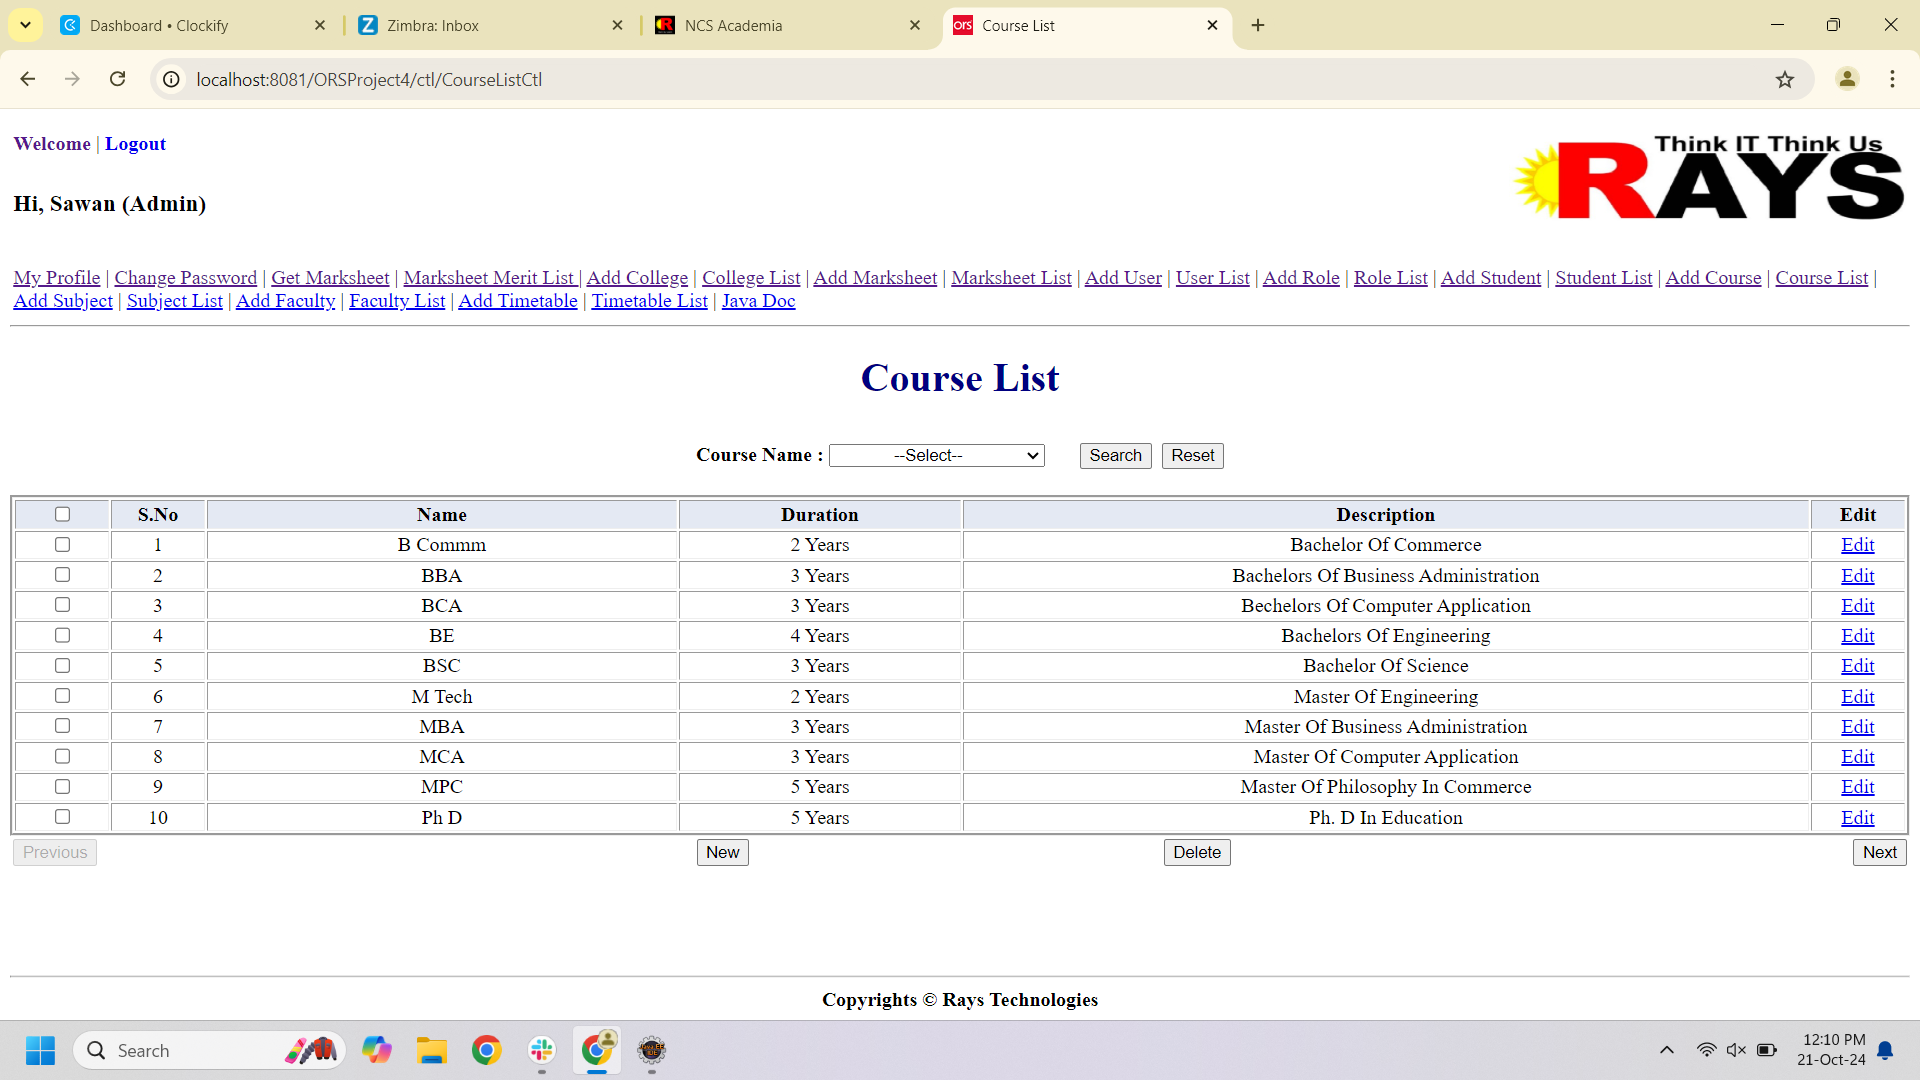 Dashboard • Clockify
Zimbra: Inbox
NCS Academia
ors Course List
localhost:8081/ORSProject4/ctl/CourseListCtl
Welcome | Logout
Think IT Think Us
RAYS
Hi, Sawan (Admin)
My Profile | Change Password | Get Marksheet | Marksheet Merit List | Add College | College List | Add Marksheet | Marksheet List | Add User | User List | Add Role | Role List | Add Student | Student List | Add Course | Course List |
Add Subject | Subject List | Add Faculty | Faculty List | Add Timetable | Timetable List | Java Doc
Course List
Course Name : --Select-- Search Reset
S.No Name Duration Description Edit
1 B Commm 2 Years Bachelor Of Commerce Edit
2 BBA 3 Years Bachelors Of Business Administration Edit
3 BCA 3 Years Bechelors Of Computer Application Edit
4 BE 4 Years Bachelors Of Engineering Edit
5 BSC 3 Years Bachelor Of Science Edit
6 M Tech 2 Years Master Of Engineering Edit
7 MBA 3 Years Master Of Business Administration Edit
8 MCA 3 Years Master Of Computer Application Edit
9 MPC 5 Years Master Of Philosophy In Commerce Edit
10 Ph D 5 Years Ph. D In Education Edit
Previous New Delete Next
Copyrights © Rays Technologies
Search
12:10 PM
21-Oct-24